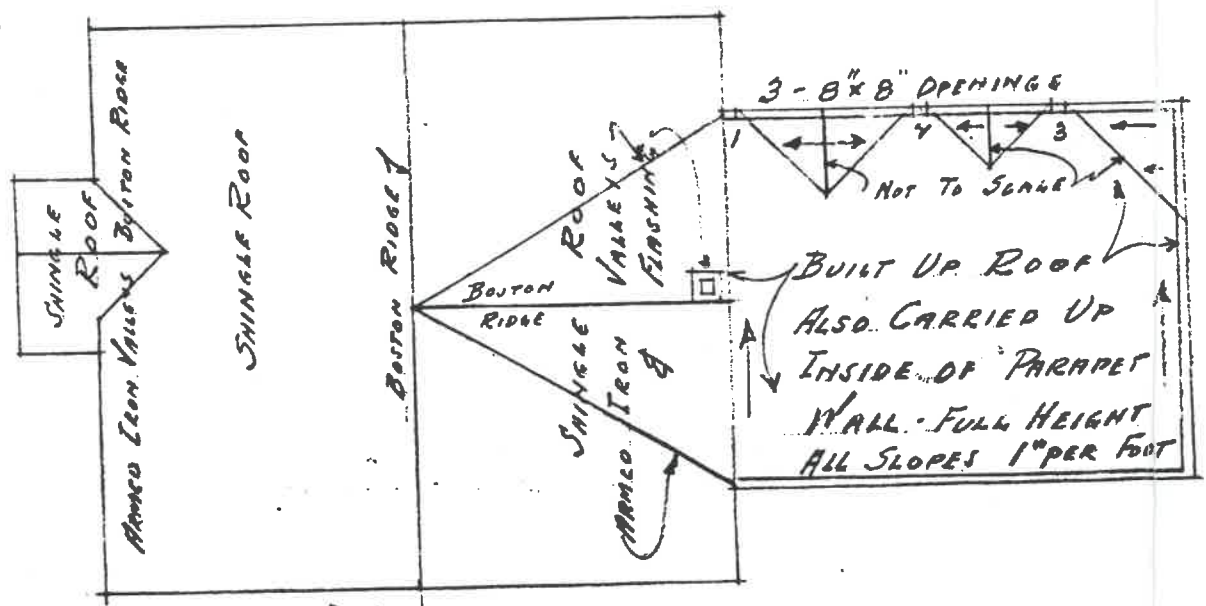 3 - 8" x 8" OPENINGS
1
2
3
NOT TO SCALE
BUILT UP ROOF
ALSO CARRIED UP
INSIDE OF PARAPET
WALL - FULL HEIGHT
ALL SLOPES 1" PER FOOT
SHINGLE
ROOF
BOSTON RIDGE
ARMCO IRON VALLEYS
SHINGLE ROOF
BOSTON RIDGE
ROOF
VALLEYS
FLASHING
BOSTON
RIDGE
SHINGLE
ARMCO IRON
&